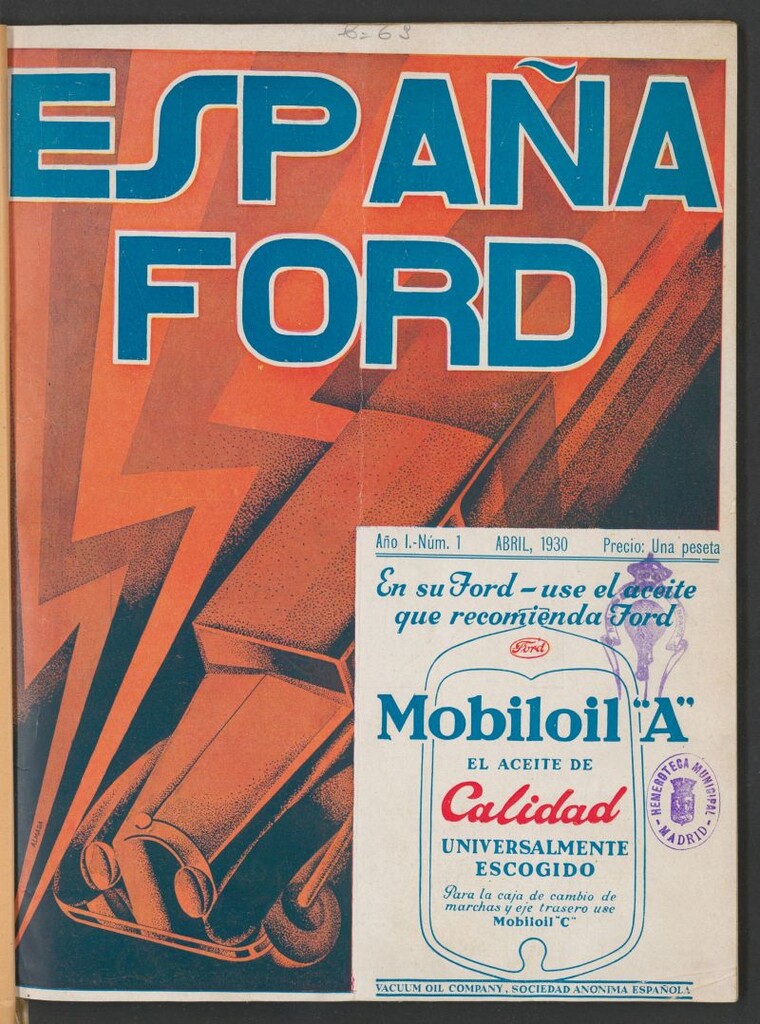 B=63
ESPAÑA
FORD
Año I.-Núm. 1 ABRIL, 1930 Precio: Una peseta
En su Ford – use el aceite
que recomienda Ford
Ford
Mobiloil "A"
EL ACEITE DE
Calidad
UNIVERSALMENTE
ESCOGIDO
Para la caja de cambio de
marchas y eje trasero use
Mobiloil "C"
VACUUM OIL COMPANY, SOCIEDAD ANONIMA ESPAÑOLA
HEMEROTECA MUNICIPAL
MADRID